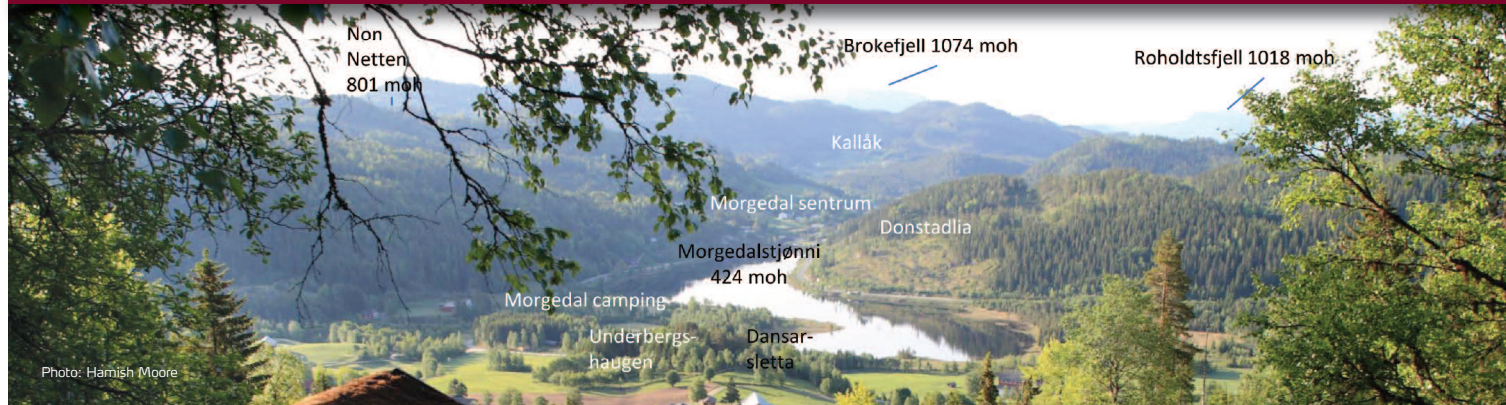 Non
Netten
801 moh
Brokefjell 1074 moh
Roholdtsfjell 1018 moh
Kallåk
Morgedal sentrum
Donstadlia
Morgedalstjønni
424 moh
Morgedal camping
Underbergs-
haugen
Dansar-
sletta
Photo: Hamish Moore